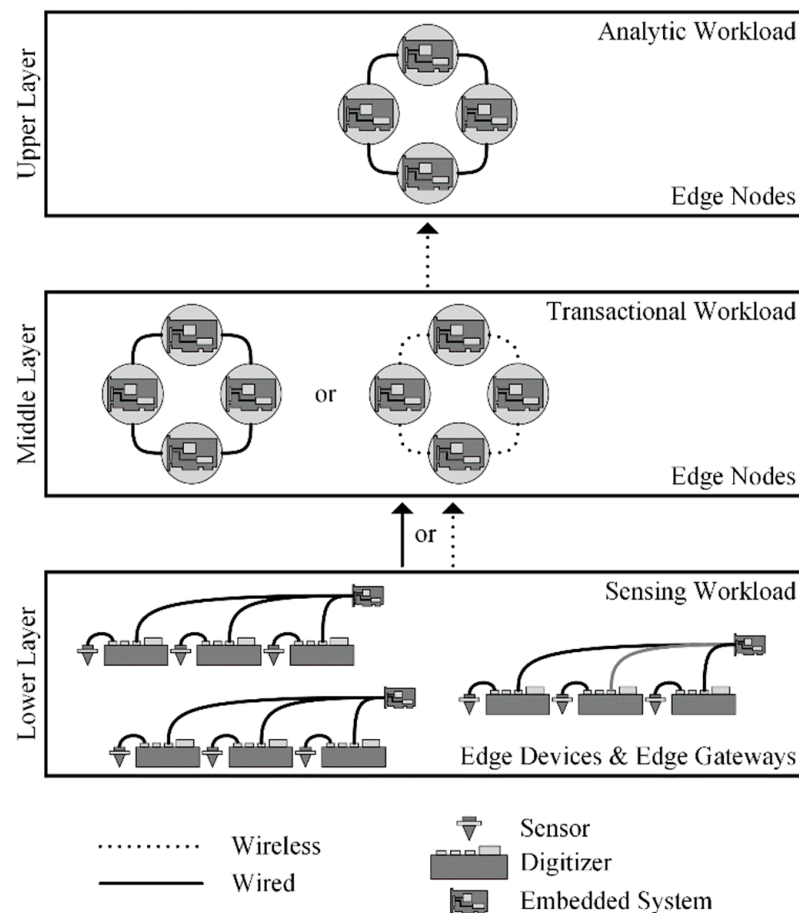 Upper Layer
Analytic Workload
Edge Nodes
Middle Layer
Transactional Workload
or
Edge Nodes
or
Lower Layer
Sensing Workload
Edge Devices & Edge Gateways
Wireless
Wired
Sensor
Digitizer
Embedded System